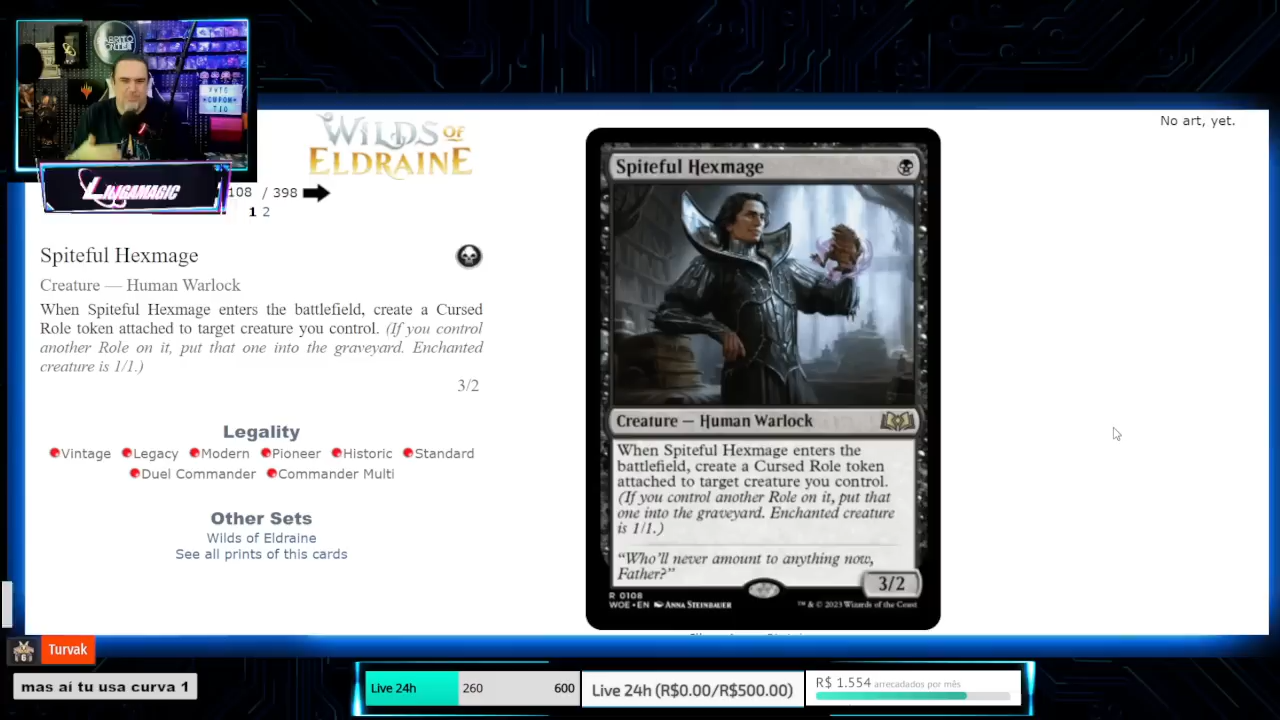 WILDS OF
ELDRAINE
LINGAMAGIC
108 / 398
1 2
Spiteful Hexmage
Creature — Human Warlock
When Spiteful Hexmage enters the battlefield, create a Cursed
Role token attached to target creature you control. (If you control
another Role on it, put that one into the graveyard. Enchanted
creature is 1/1.)
3/2
Legality
Vintage Legacy Modern Pioneer Historic Standard
Duel Commander Commander Multi
Other Sets
Wilds of Eldraine
See all prints of this cards
Spiteful Hexmage
Creature — Human Warlock
When Spiteful Hexmage enters the
battlefield, create a Cursed Role token
attached to target creature you control.
(If you control another Role on it, put that
one into the graveyard. Enchanted creature
is 1/1.)
“Who'll never amount to anything now,
Father?”
3/2
R 0108
WOE • EN ANNA STEINBAUER
™ & © 2023 Wizards of the Coast
No art, yet.
Turvak
mas aí tu usa curva 1
Live 24h 260 600
Live 24h (R$0.00/R$500.00)
R$ 1.554 arrecadados por mês